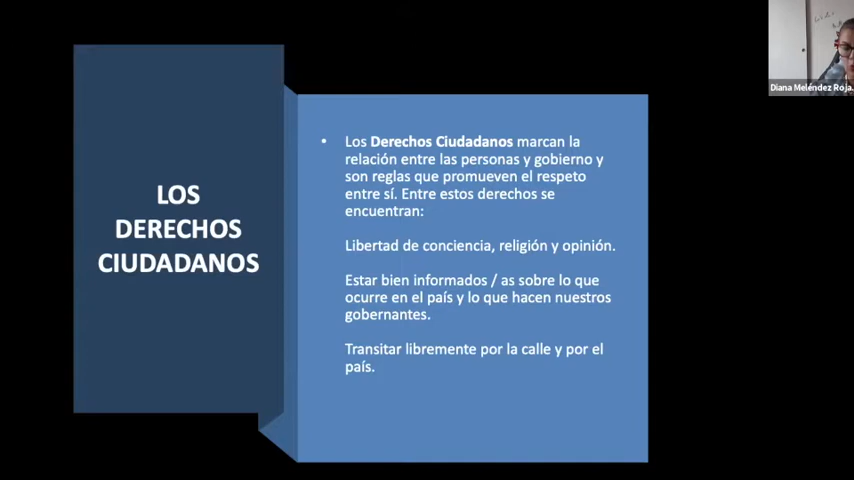 LOS
DERECHOS
CIUDADANOS
• Los Derechos Ciudadanos marcan la
relación entre las personas y gobierno y
son reglas que promueven el respeto
entre sí. Entre estos derechos se
encuentran:
Libertad de conciencia, religión y opinión.
Estar bien informados / as sobre lo que
ocurre en el país y lo que hacen nuestros
gobernantes.
Transitar libremente por la calle y por el
país.
Diana Meléndez Roja